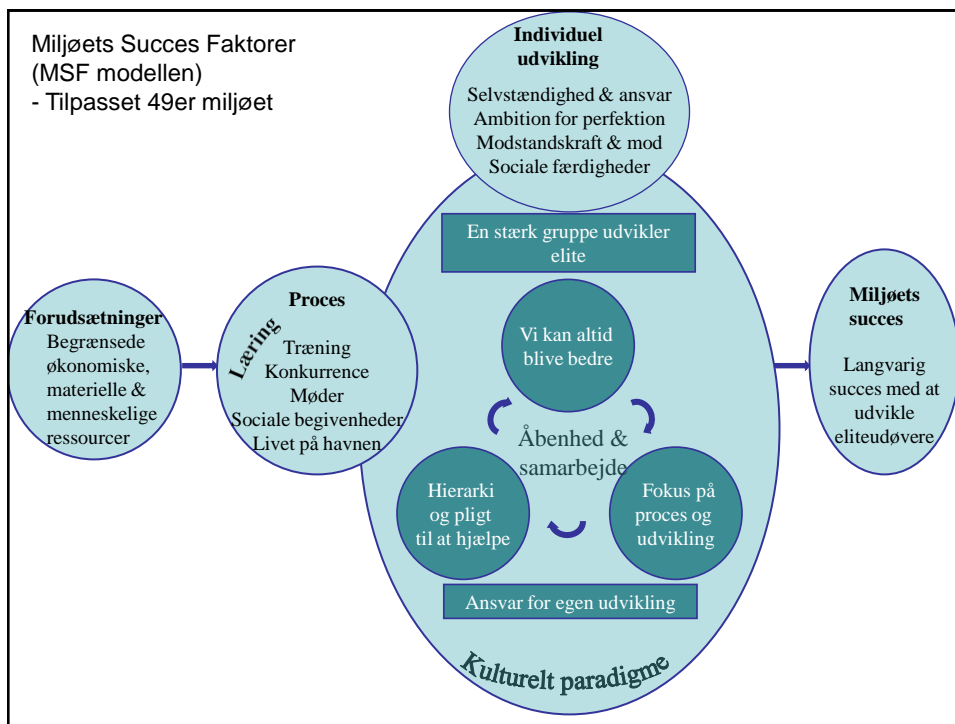 Miljøets Succes Faktorer
(MSF modellen)
- Tilpasset 49er miljøet
Individuel
udvikling
Selvstændighed & ansvar
Ambition for perfektion
Modstandskraft & mod
Sociale færdigheder
En stærk gruppe udvikler
elite
Forudsætninger
Begrænsede
økonomiske,
materielle &
menneskelige
ressourcer
Proces
Læring
Træning
Konkurrence
Møder
Sociale begivenheder
Livet på havnen
Vi kan altid
blive bedre
Åbenhed &
samarbejde
Hierarki
og pligt
til at hjælpe
Fokus på
proces og
udvikling
Ansvar for egen udvikling
Kulturelt paradigme
Miljøets
succes
Langvarig
succes med at
udvikle
eliteudøvere